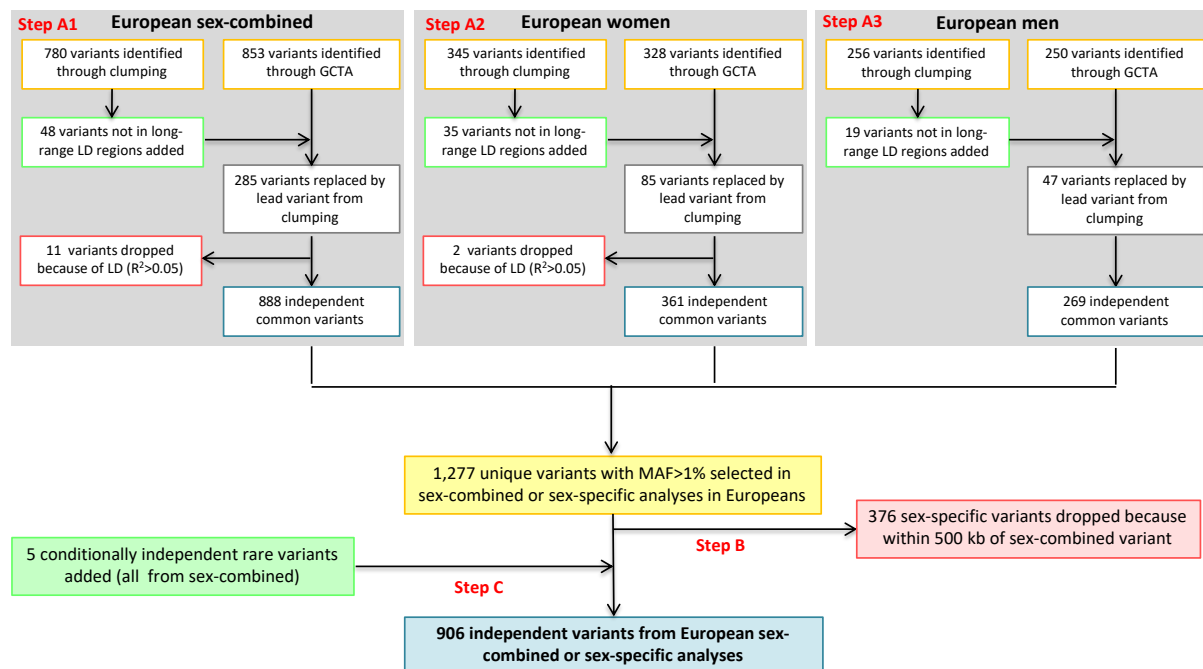 Step A1
European sex-combined
780 variants identified
through clumping
853 variants identified
through GCTA
48 variants not in long-
range LD regions added
285 variants replaced by
lead variant from
clumping
11 variants dropped
because of LD (R²>0.05)
888 independent
common variants
Step A2
European women
345 variants identified
through clumping
328 variants identified
through GCTA
35 variants not in long-
range LD regions added
85 variants replaced by
lead variant from
clumping
2 variants dropped
because of LD (R²>0.05)
361 independent
common variants
Step A3
European men
256 variants identified
through clumping
250 variants identified
through GCTA
19 variants not in long-
range LD regions added
47 variants replaced by
lead variant from
clumping
269 independent
common variants
1,277 unique variants with MAF>1% selected in
sex-combined or sex-specific analyses in Europeans
Step B
376 sex-specific variants dropped because
within 500 kb of sex-combined variant
5 conditionally independent rare variants
added (all from sex-combined)
Step C
906 independent variants from European sex-
combined or sex-specific analyses